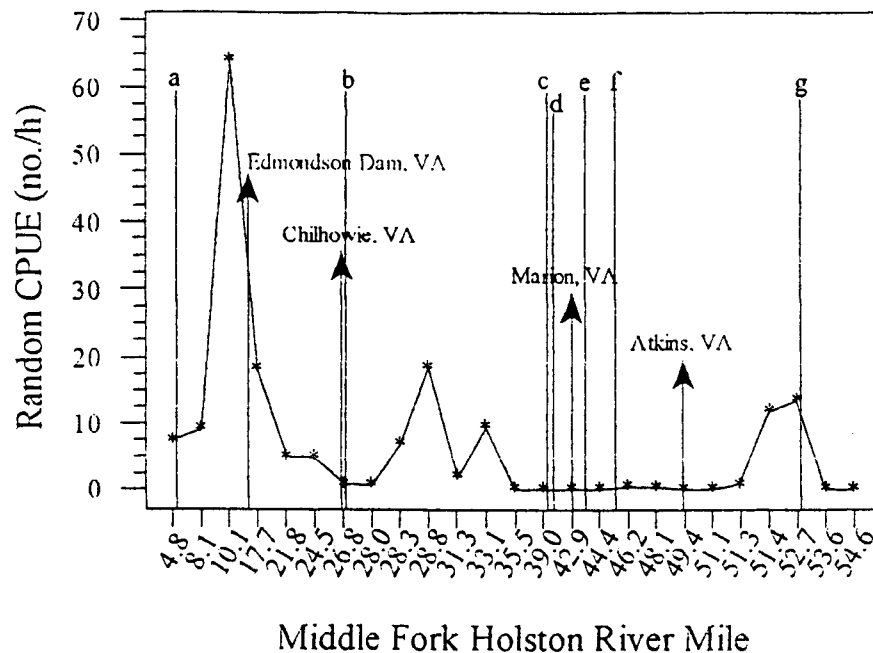 70
60
50
40
30
20
10
0
Random CPUE (no./h)
a
b
c
d
e
f
g
Edmondson Dam, VA
Chilhowie, VA
Marion, VA
Atkins, VA
4.8
8.1
10.1
17.7
21.8
24.5
26.8
28.0
28.3
28.8
31.3
33.1
35.5
39.0
42.9
44.4
46.2
48.1
49.4
51.1
51.3
51.4
52.7
53.6
54.6
Middle Fork Holston River Mile